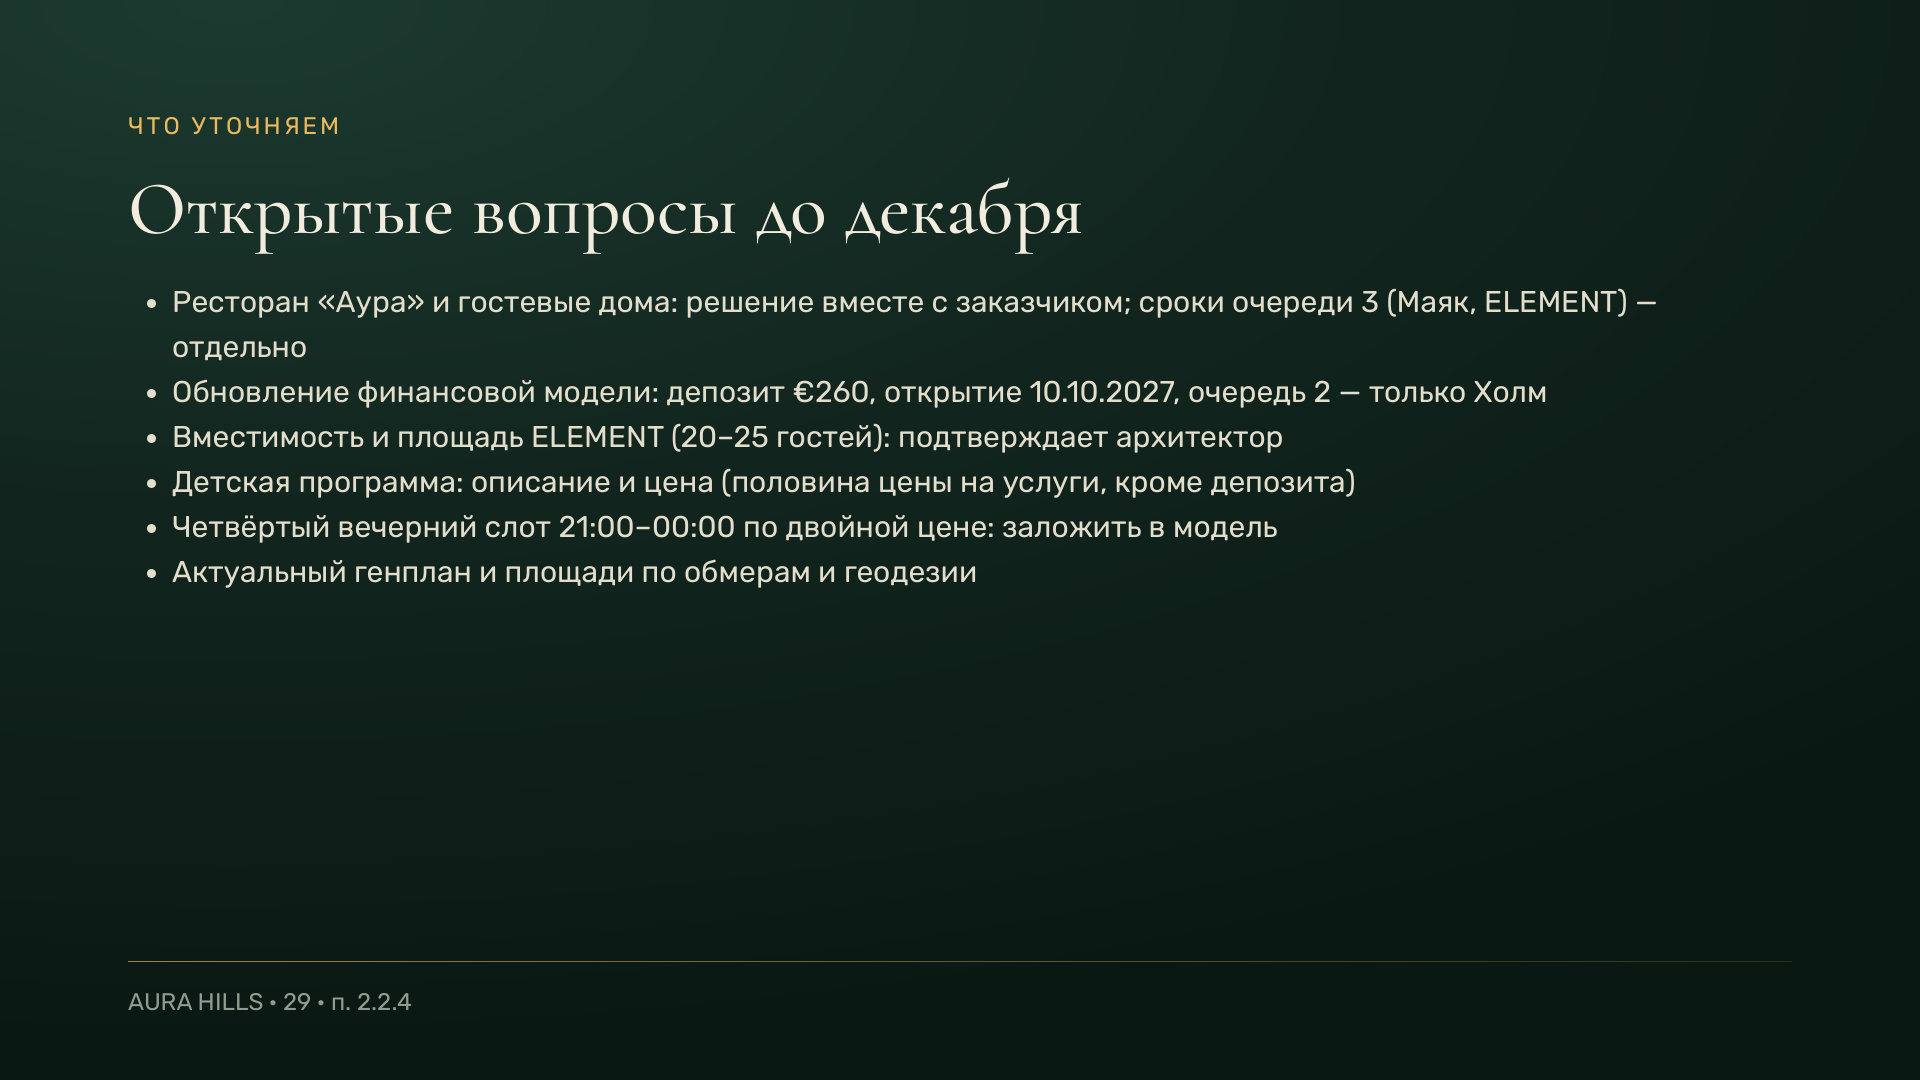 ЧТО УТОЧНЯЕМ
Открытые вопросы до декабря
• Ресторан «Аура» и гостевые дома: решение вместе с заказчиком; сроки очереди 3 (Маяк, ELEMENT) —
отдельно
• Обновление финансовой модели: депозит €260, открытие 10.10.2027, очередь 2 — только Холм
• Вместимость и площадь ELEMENT (20–25 гостей): подтверждает архитектор
• Детская программа: описание и цена (половина цены на услуги, кроме депозита)
• Четвёртый вечерний слот 21:00–00:00 по двойной цене: заложить в модель
• Актуальный генплан и площади по обмерам и геодезии
AURA HILLS • 29 • п. 2.2.4